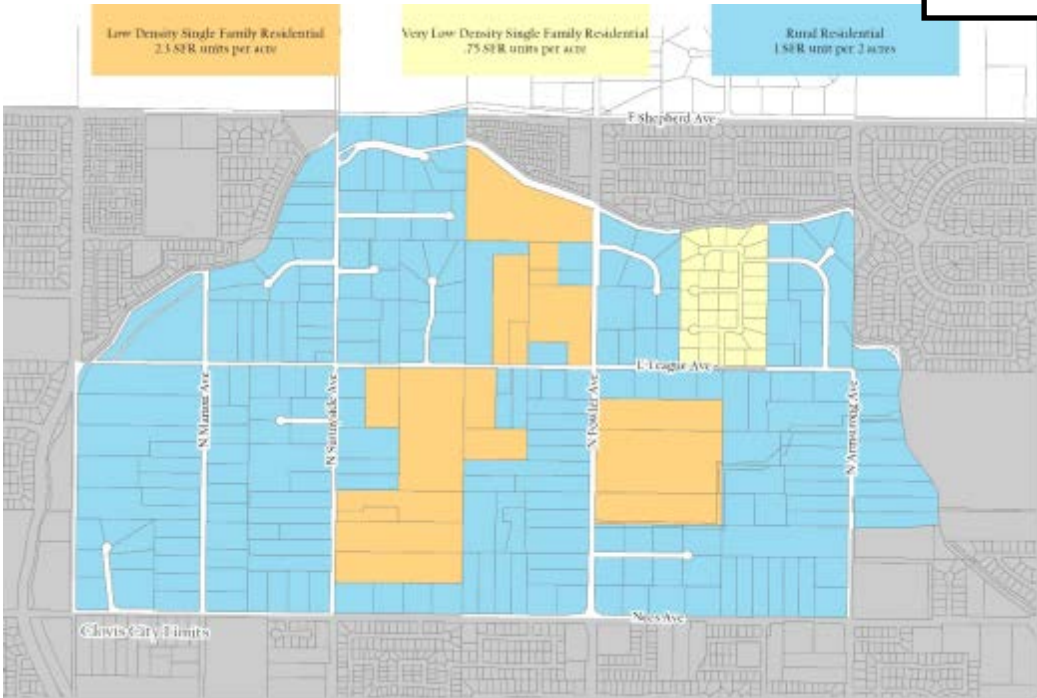 Low Density Single Family Residential
2.3 SFR units per acre
Very Low Density Single Family Residential
.75 SFR units per acre
Rural Residential
1 SFR unit per 2 acres
E Shepherd Ave
E Teague Ave
N Marion Ave
N Sunnyside Ave
N Fowler Ave
N Armstrong Ave
Nees Ave
Clovis City Limits